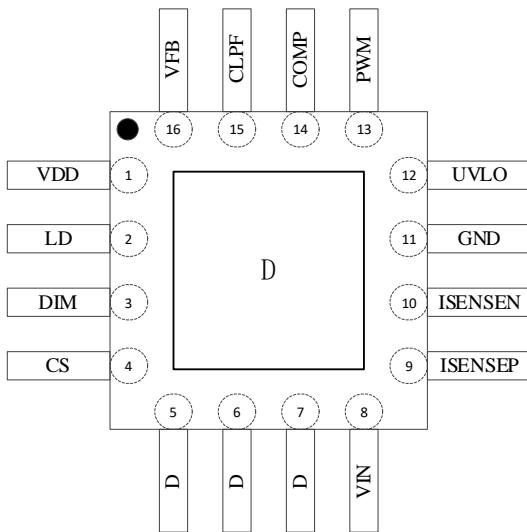 VFB
CLPF
COMP
PWM
16
15
14
13
VDD
1
12
UVLO
LD
2
11
GND
D
DIM
3
10
ISENSEN
CS
4
9
ISENSEP
5
6
7
8
D
D
D
VIN